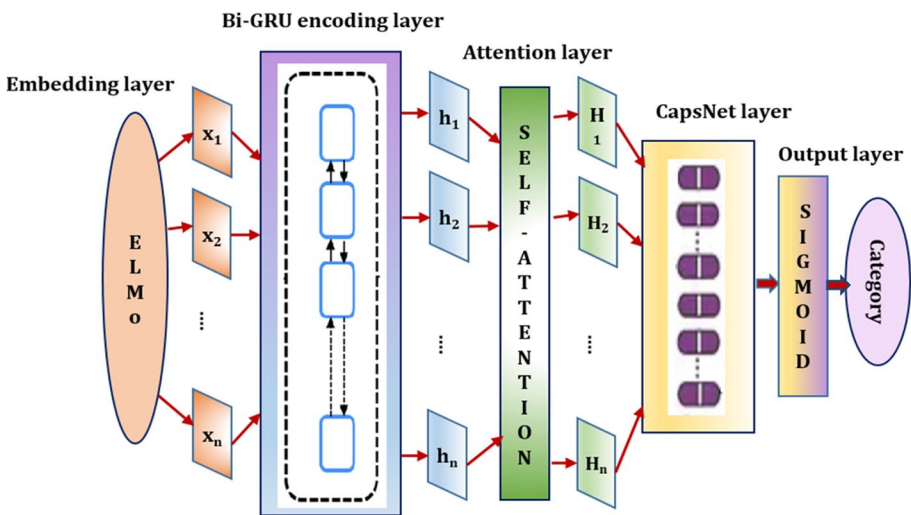 Bi-GRU encoding layer
Attention layer
Embedding layer
CapsNet layer
Output layer
ELMo
x1
x2
....
xn
h1
h2
....
hn
SELF-ATTENTION
H1
H2
....
Hn
SIGMOID
Category